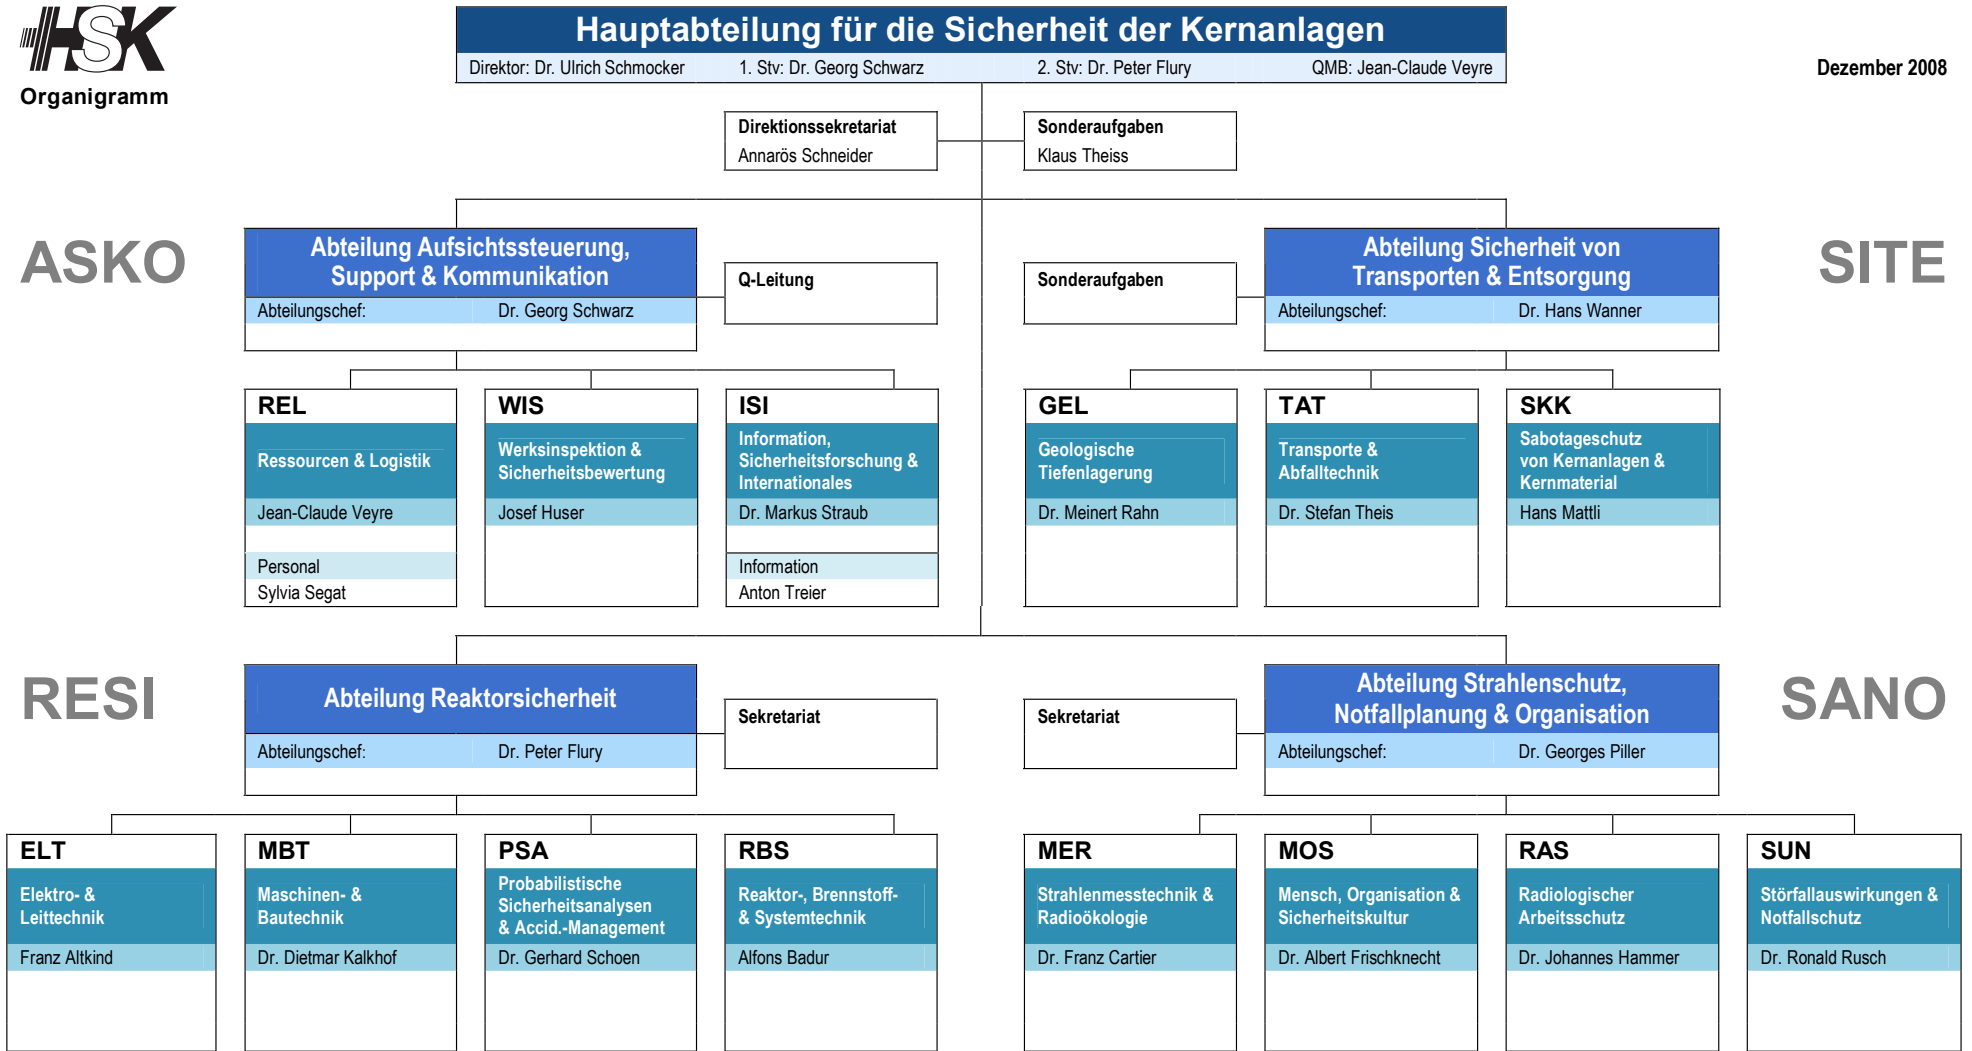 HSK
Organigramm
Hauptabteilung für die Sicherheit der Kernanlagen
Direktor: Dr. Ulrich Schmocker 1. Stv: Dr. Georg Schwarz 2. Stv: Dr. Peter Flury QMB: Jean-Claude Veyre
Dezember 2008
Direktionssekretariat
Annarös Schneider
Sonderaufgaben
Klaus Theiss
ASKO
Abteilung Aufsichtssteuerung,
Support & Kommunikation
Abteilungschef: Dr. Georg Schwarz
Q-Leitung
Sonderaufgaben
Abteilung Sicherheit von
Transporten & Entsorgung
Abteilungschef: Dr. Hans Wanner
SITE
REL
Ressourcen & Logistik
Jean-Claude Veyre
Personal
Sylvia Segat
WIS
Werksinspektion &
Sicherheitsbewertung
Josef Huser
ISI
Information,
Sicherheitsforschung &
Internationales
Dr. Markus Straub
Information
Anton Treier
GEL
Geologische
Tiefenlagerung
Dr. Meinert Rahn
TAT
Transporte &
Abfalltechnik
Dr. Stefan Theis
SKK
Sabotageschutz
von Kernanlagen &
Kernmaterial
Hans Mattli
RESI
Abteilung Reaktorsicherheit
Abteilungschef: Dr. Peter Flury
Sekretariat
Sekretariat
Abteilung Strahlenschutz,
Notfallplanung & Organisation
Abteilungschef: Dr. Georges Piller
SANO
ELT
Elektro- &
Leittechnik
Franz Altkind
MBT
Maschinen- &
Bautechnik
Dr. Dietmar Kalkhof
PSA
Probabilistische
Sicherheitsanalysen
& Accid.-Management
Dr. Gerhard Schoen
RBS
Reaktor-, Brennstoff-
& Systemtechnik
Alfons Badur
MER
Strahlenmesstechnik &
Radioökologie
Dr. Franz Cartier
MOS
Mensch, Organisation &
Sicherheitskultur
Dr. Albert Frischknecht
RAS
Radiologischer
Arbeitsschutz
Dr. Johannes Hammer
SUN
Störfallauswirkungen &
Notfallschutz
Dr. Ronald Rusch